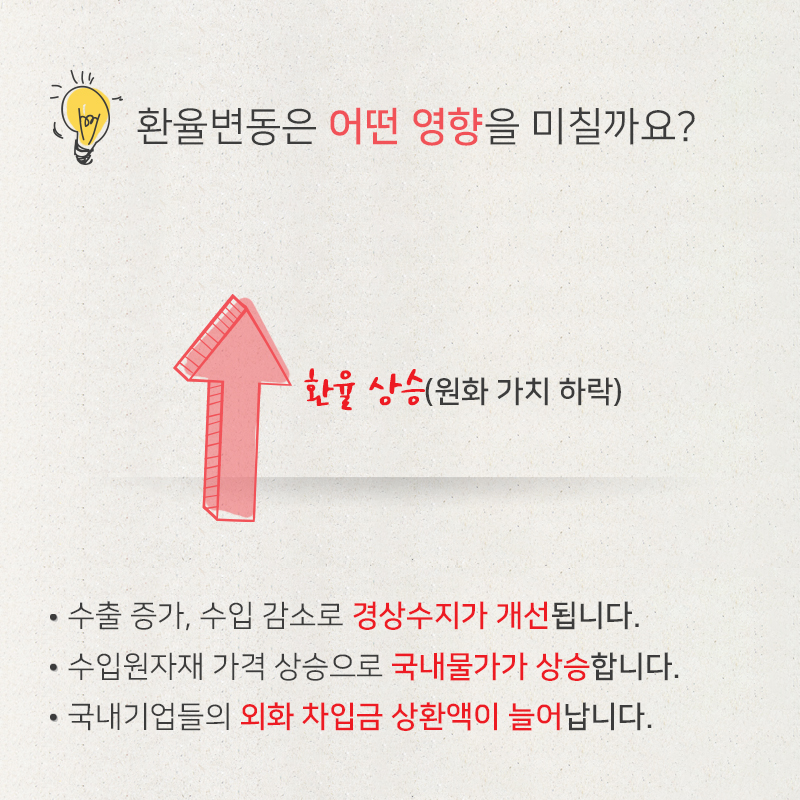 환율변동은 어떤 영향을 미칠까요?
환율 상승(원화 가치 하락)
• 수출 증가, 수입 감소로 경상수지가 개선됩니다.
• 수입원자재 가격 상승으로 국내물가가 상승합니다.
• 국내기업들의 외화 차입금 상환액이 늘어납니다.